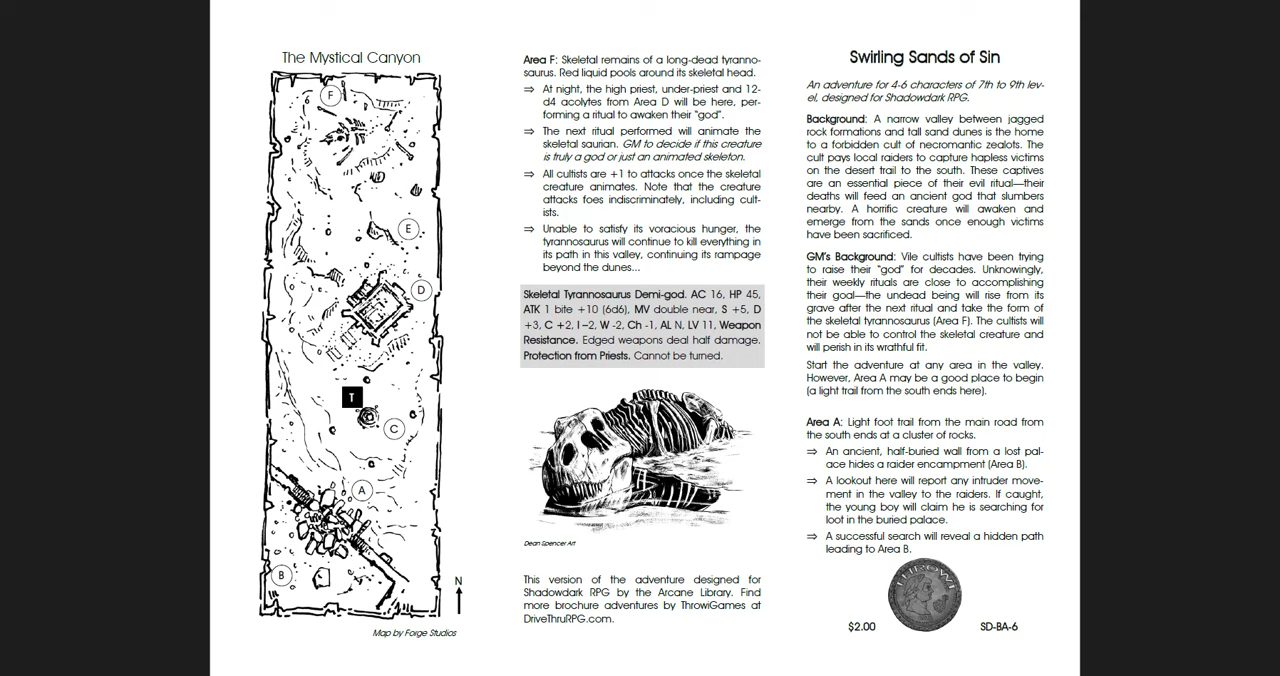 The Mystical Canyon
F
E
D
T
C
A
B
N
Map by Forge Studios
Area F: Skeletal remains of a long-dead tyranno-
saurus. Red liquid pools around its skeletal head.
⇒ At night, the high priest, under-priest and 12-
d4 acolytes from Area D will be here, per-
forming a ritual to awaken their "god".
⇒ The next ritual performed will animate the
skeletal saurian. GM to decide if this creature
is truly a god or just an animated skeleton.
⇒ All cultists are +1 to attacks once the skeletal
creature animates. Note that the creature
attacks foes indiscriminately, including cult-
ists.
⇒ Unable to satisfy its voracious hunger, the
tyrannosaurus will continue to kill everything in
its path in this valley, continuing its rampage
beyond the dunes...
Skeletal Tyrannosaurus Demi-god. AC 16, HP 45,
ATK 1 bite +10 (6d6), MV double near, S +5, D
+3, C +2, I –2, W -2, Ch -1, AL N, LV 11, Weapon
Resistance. Edged weapons deal half damage.
Protection from Priests. Cannot be turned.
Dean Spencer Art
This version of the adventure designed for
Shadowdark RPG by the Arcane Library. Find
more brochure adventures by ThrowiGames at
DriveThruRPG.com.
Swirling Sands of Sin
An adventure for 4-6 characters of 7th to 9th lev-
el, designed for Shadowdark RPG.
Background: A narrow valley between jagged
rock formations and tall sand dunes is the home
to a forbidden cult of necromantic zealots. The
cult pays local raiders to capture hapless victims
on the desert trail to the south. These captives
are an essential piece of their evil ritual—their
deaths will feed an ancient god that slumbers
nearby. A horrific creature will awaken and
emerge from the sands once enough victims
have been sacrificed.
GM's Background: Vile cultists have been trying
to raise their "god" for decades. Unknowingly,
their weekly rituals are close to accomplishing
their goal—the undead being will rise from its
grave after the next ritual and take the form of
the skeletal tyrannosaurus (Area F). The cultists will
not be able to control the skeletal creature and
will perish in its wrathful fit.
Start the adventure at any area in the valley.
However, Area A may be a good place to begin
(a light trail from the south ends here).
Area A: Light foot trail from the main road from
the south ends at a cluster of rocks.
⇒ An ancient, half-buried wall from a lost pal-
ace hides a raider encampment (Area B).
⇒ A lookout here will report any intruder move-
ment in the valley to the raiders. If caught,
the young boy will claim he is searching for
loot in the buried palace.
⇒ A successful search will reveal a hidden path
leading to Area B.
THROWI
$2.00
SD-BA-6